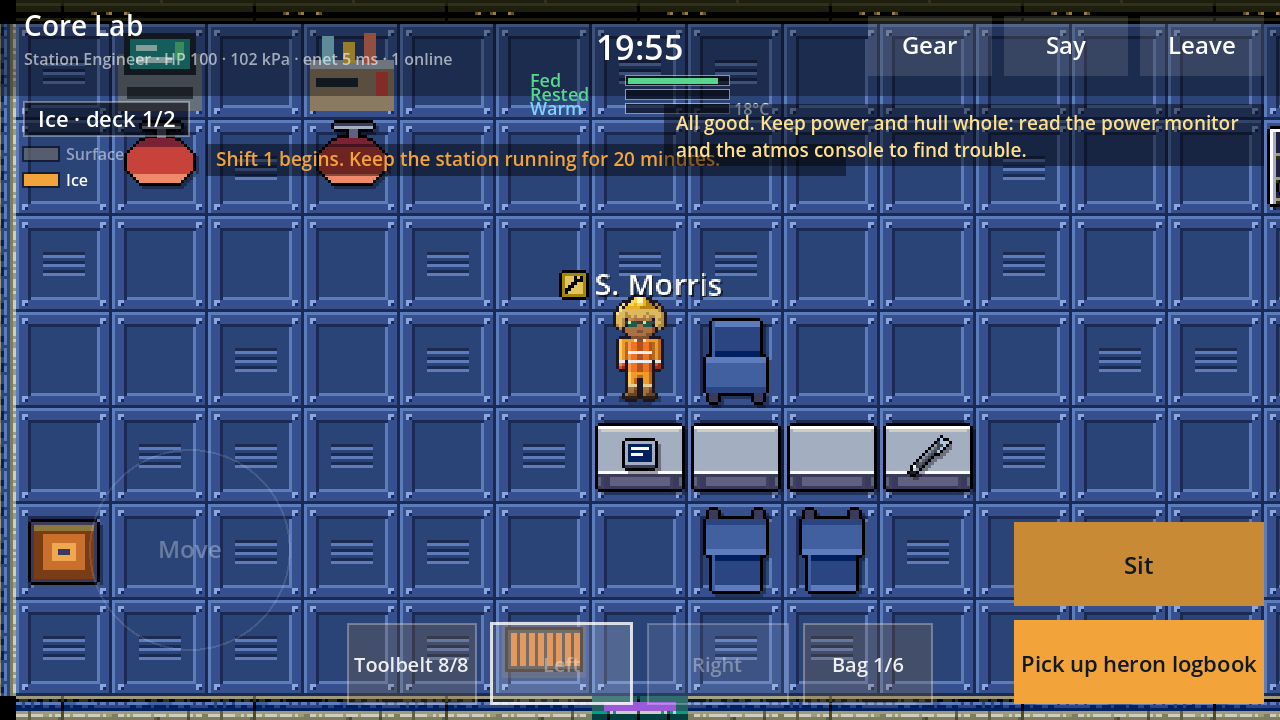 Core Lab
Station Engineer · HP 100 · 102 kPa · enet 5 ms · 1 online
19:55
Gear
Say
Leave
Fed
Rested
Warm
18°C
Ice · deck 1/2
Surface
Ice
Shift 1 begins. Keep the station running for 20 minutes.
All good. Keep power and hull whole: read the power monitor
and the atmos console to find trouble.
S. Morris
Move
Sit
Toolbelt 8/8
Left
Right
Bag 1/6
Pick up heron logbook